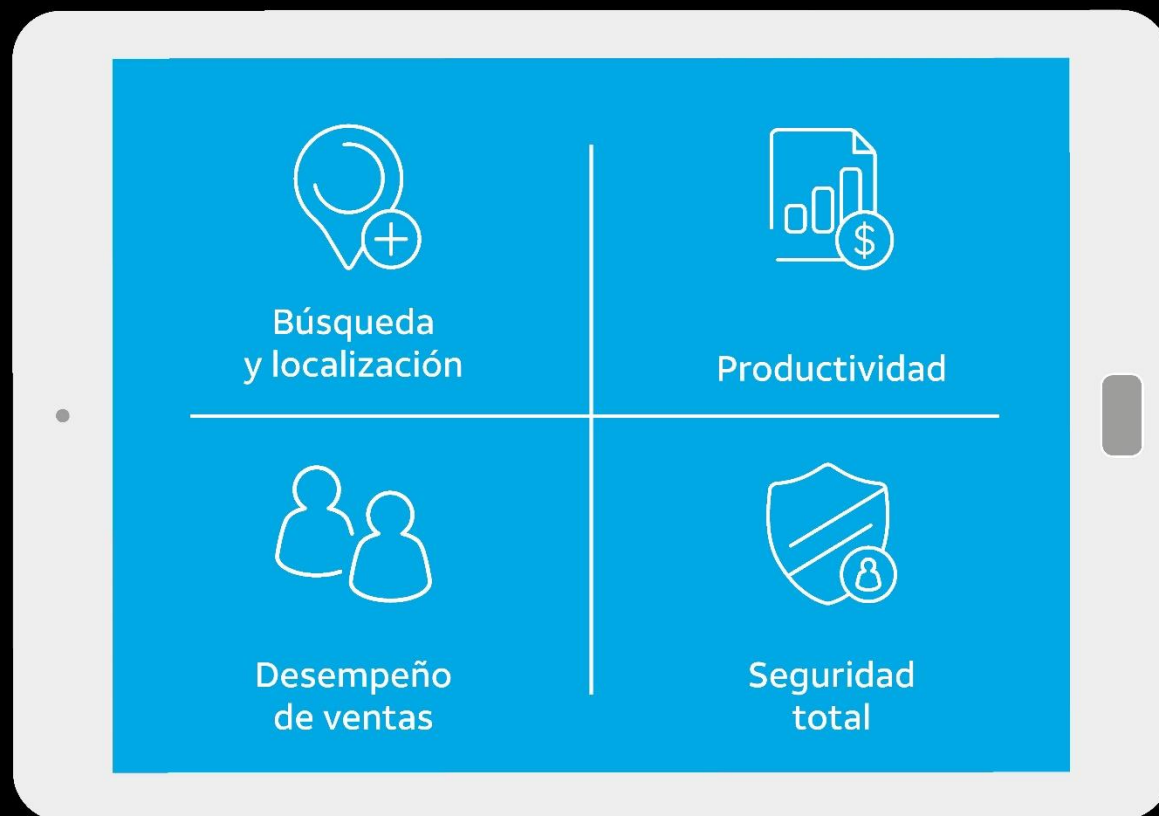 Búsqueda
y localización
$
Productividad
Desempeño
de ventas
Seguridad
total